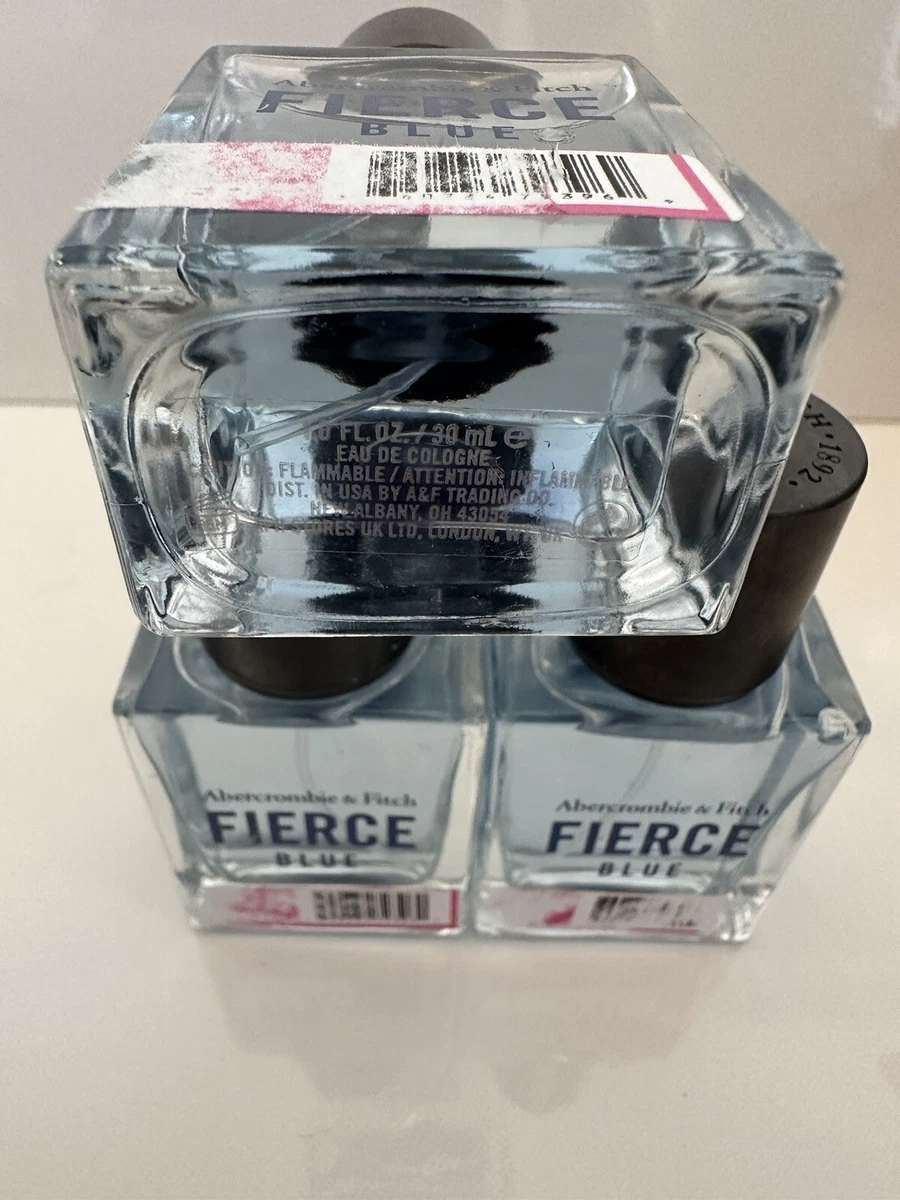 Abercrombie & Fitch
FIERCE
BLUE
FL. OZ. / 30 mL e
EAU DE COLOGNE
FLAMMABLE / ATTENTION: INFLAMMABLE
DIST. IN USA BY A&F TRADING CO.
NEW ALBANY, OH 43054
UK LTD, LONDON,
1892
Abercrombie & Fitch
FIERCE
BLUE
Abercrombie & Fitch
FIERCE
BLUE